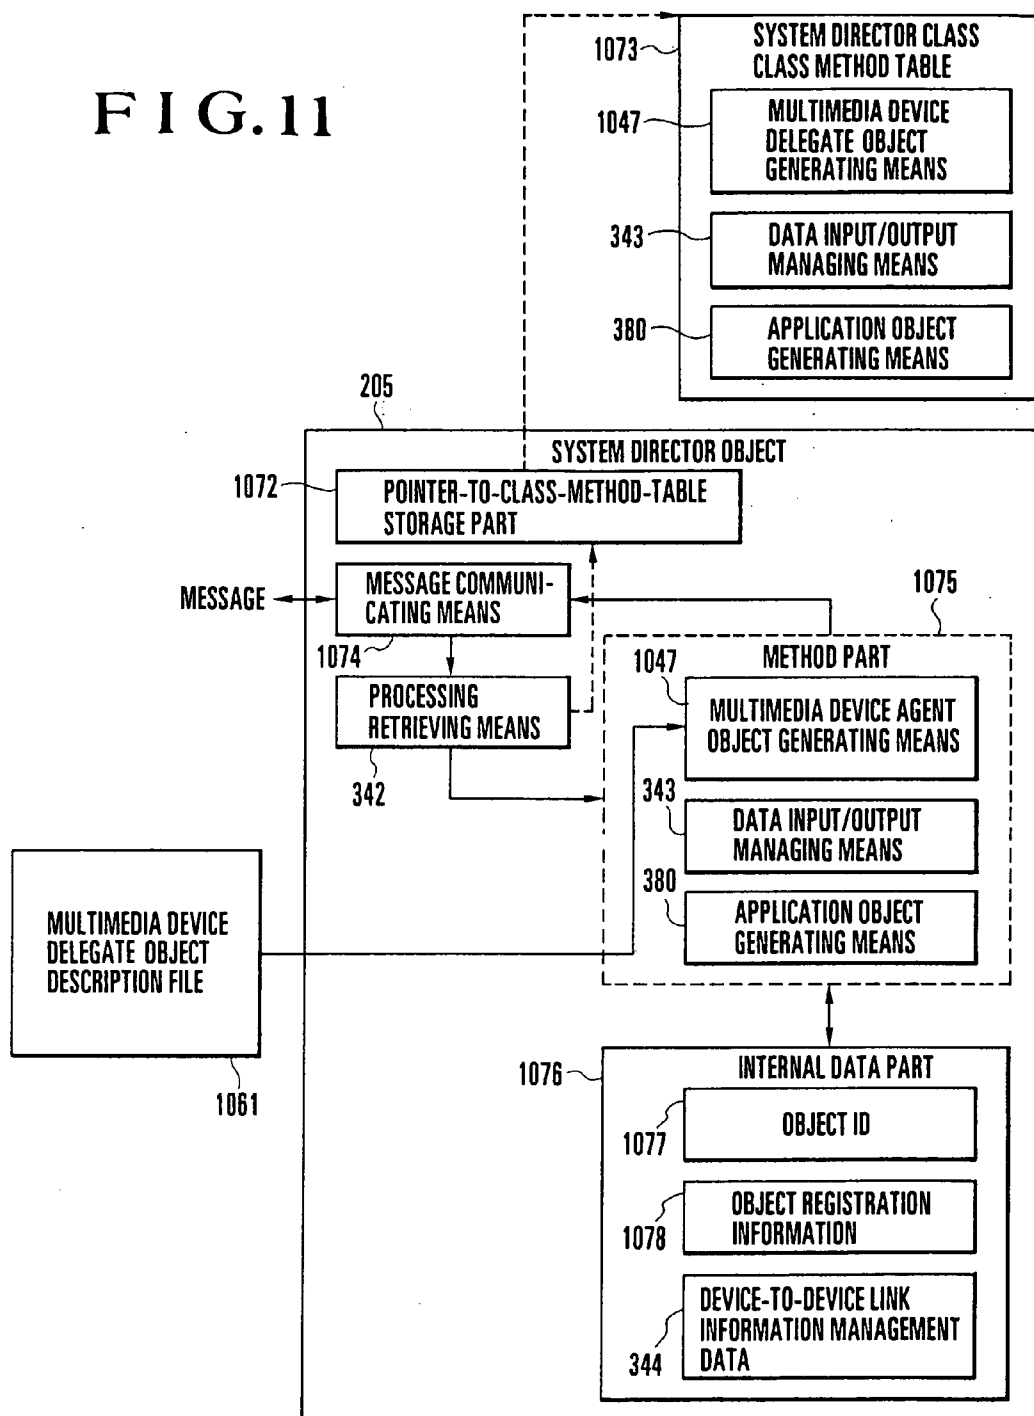 FIG.11
1073
SYSTEM DIRECTOR CLASS
CLASS METHOD TABLE
1047
MULTIMEDIA DEVICE
DELEGATE OBJECT
GENERATING MEANS
343
DATA INPUT/OUTPUT
MANAGING MEANS
380
APPLICATION OBJECT
GENERATING MEANS
205
SYSTEM DIRECTOR OBJECT
1072
POINTER-TO-CLASS-METHOD-TABLE
STORAGE PART
MESSAGE
MESSAGE COMMUNI-
CATING MEANS
1074
PROCESSING
RETRIEVING MEANS
342
1075
METHOD PART
1047
MULTIMEDIA DEVICE AGENT
OBJECT GENERATING MEANS
343
DATA INPUT/OUTPUT
MANAGING MEANS
380
APPLICATION OBJECT
GENERATING MEANS
MULTIMEDIA DEVICE
DELEGATE OBJECT
DESCRIPTION FILE
1061
1076
INTERNAL DATA PART
1077
OBJECT ID
1078
OBJECT REGISTRATION
INFORMATION
344
DEVICE-TO-DEVICE LINK
INFORMATION MANAGEMENT
DATA